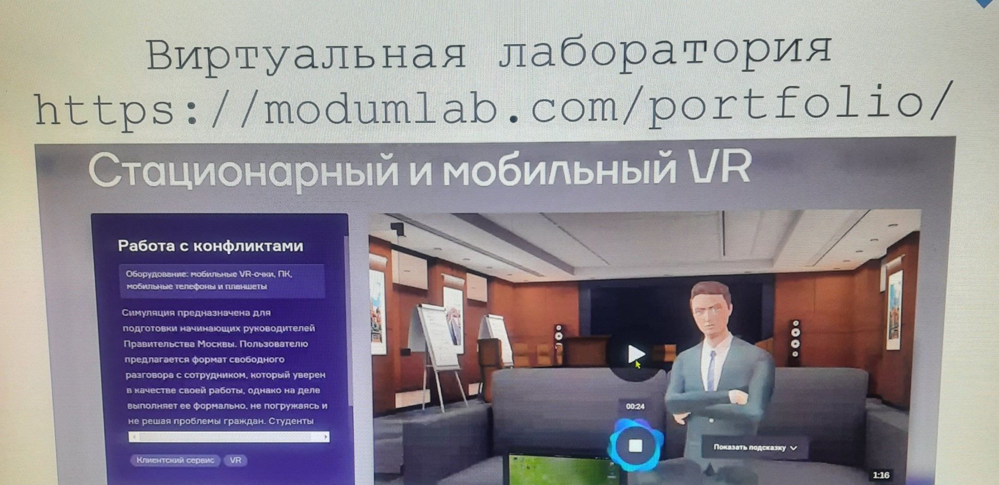 Виртуальная лаборатория
https://modumlab.com/portfolio/
Стационарный и мобильный VR
Работа с конфликтами
Оборудование: мобильные VR-очки, ПК,
мобильные телефоны и планшеты
Симуляция предназначена для
подготовки начинающих руководителей
Правительства Москвы. Пользователю
предлагается формат свободного
разговора с сотрудником, который уверен
в качестве своей работы, однако на деле
выполняет ее формально, не погружаясь и
не решая проблемы граждан. Студенты
Клиентский сервис
VR
00:24
Показать подсказку
1:16